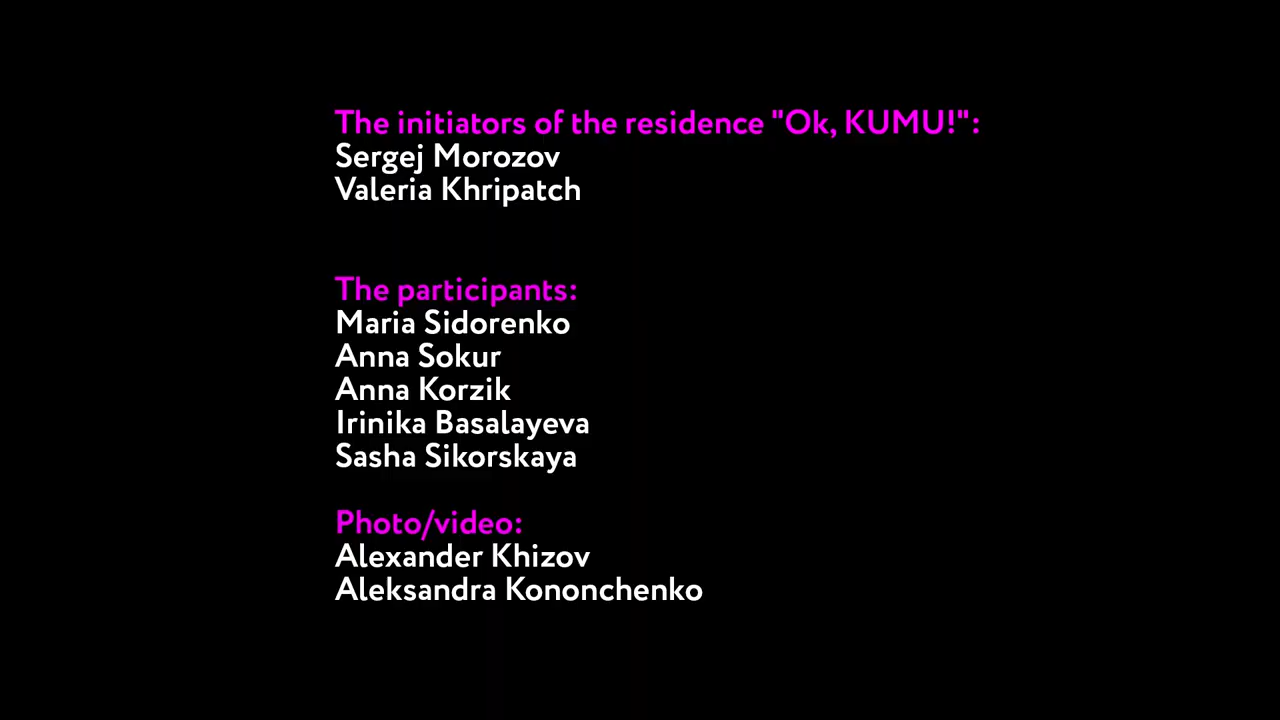 The initiators of the residence "Ok, KUMU!":
Sergej Morozov
Valeria Khripatch
The participants:
Maria Sidorenko
Anna Sokur
Anna Korzik
Irinika Basalayeva
Sasha Sikorskaya
Photo/video:
Alexander Khizov
Aleksandra Kononchenko